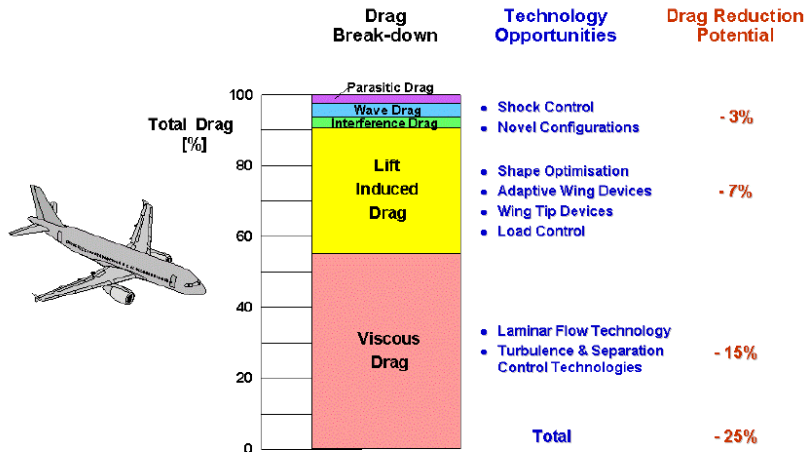 Drag
Break-down
Technology
Opportunities
Drag Reduction
Potential
Total Drag
[%]
100
80
60
40
20
0
Parasitic Drag
Wave Drag
Interference Drag
Lift
Induced
Drag
Viscous
Drag
• Shock Control
• Novel Configurations
- 3%
• Shape Optimisation
• Adaptive Wing Devices
• Wing Tip Devices
• Load Control
- 7%
• Laminar Flow Technology
• Turbulence & Separation
Control Technologies
- 15%
Total
- 25%